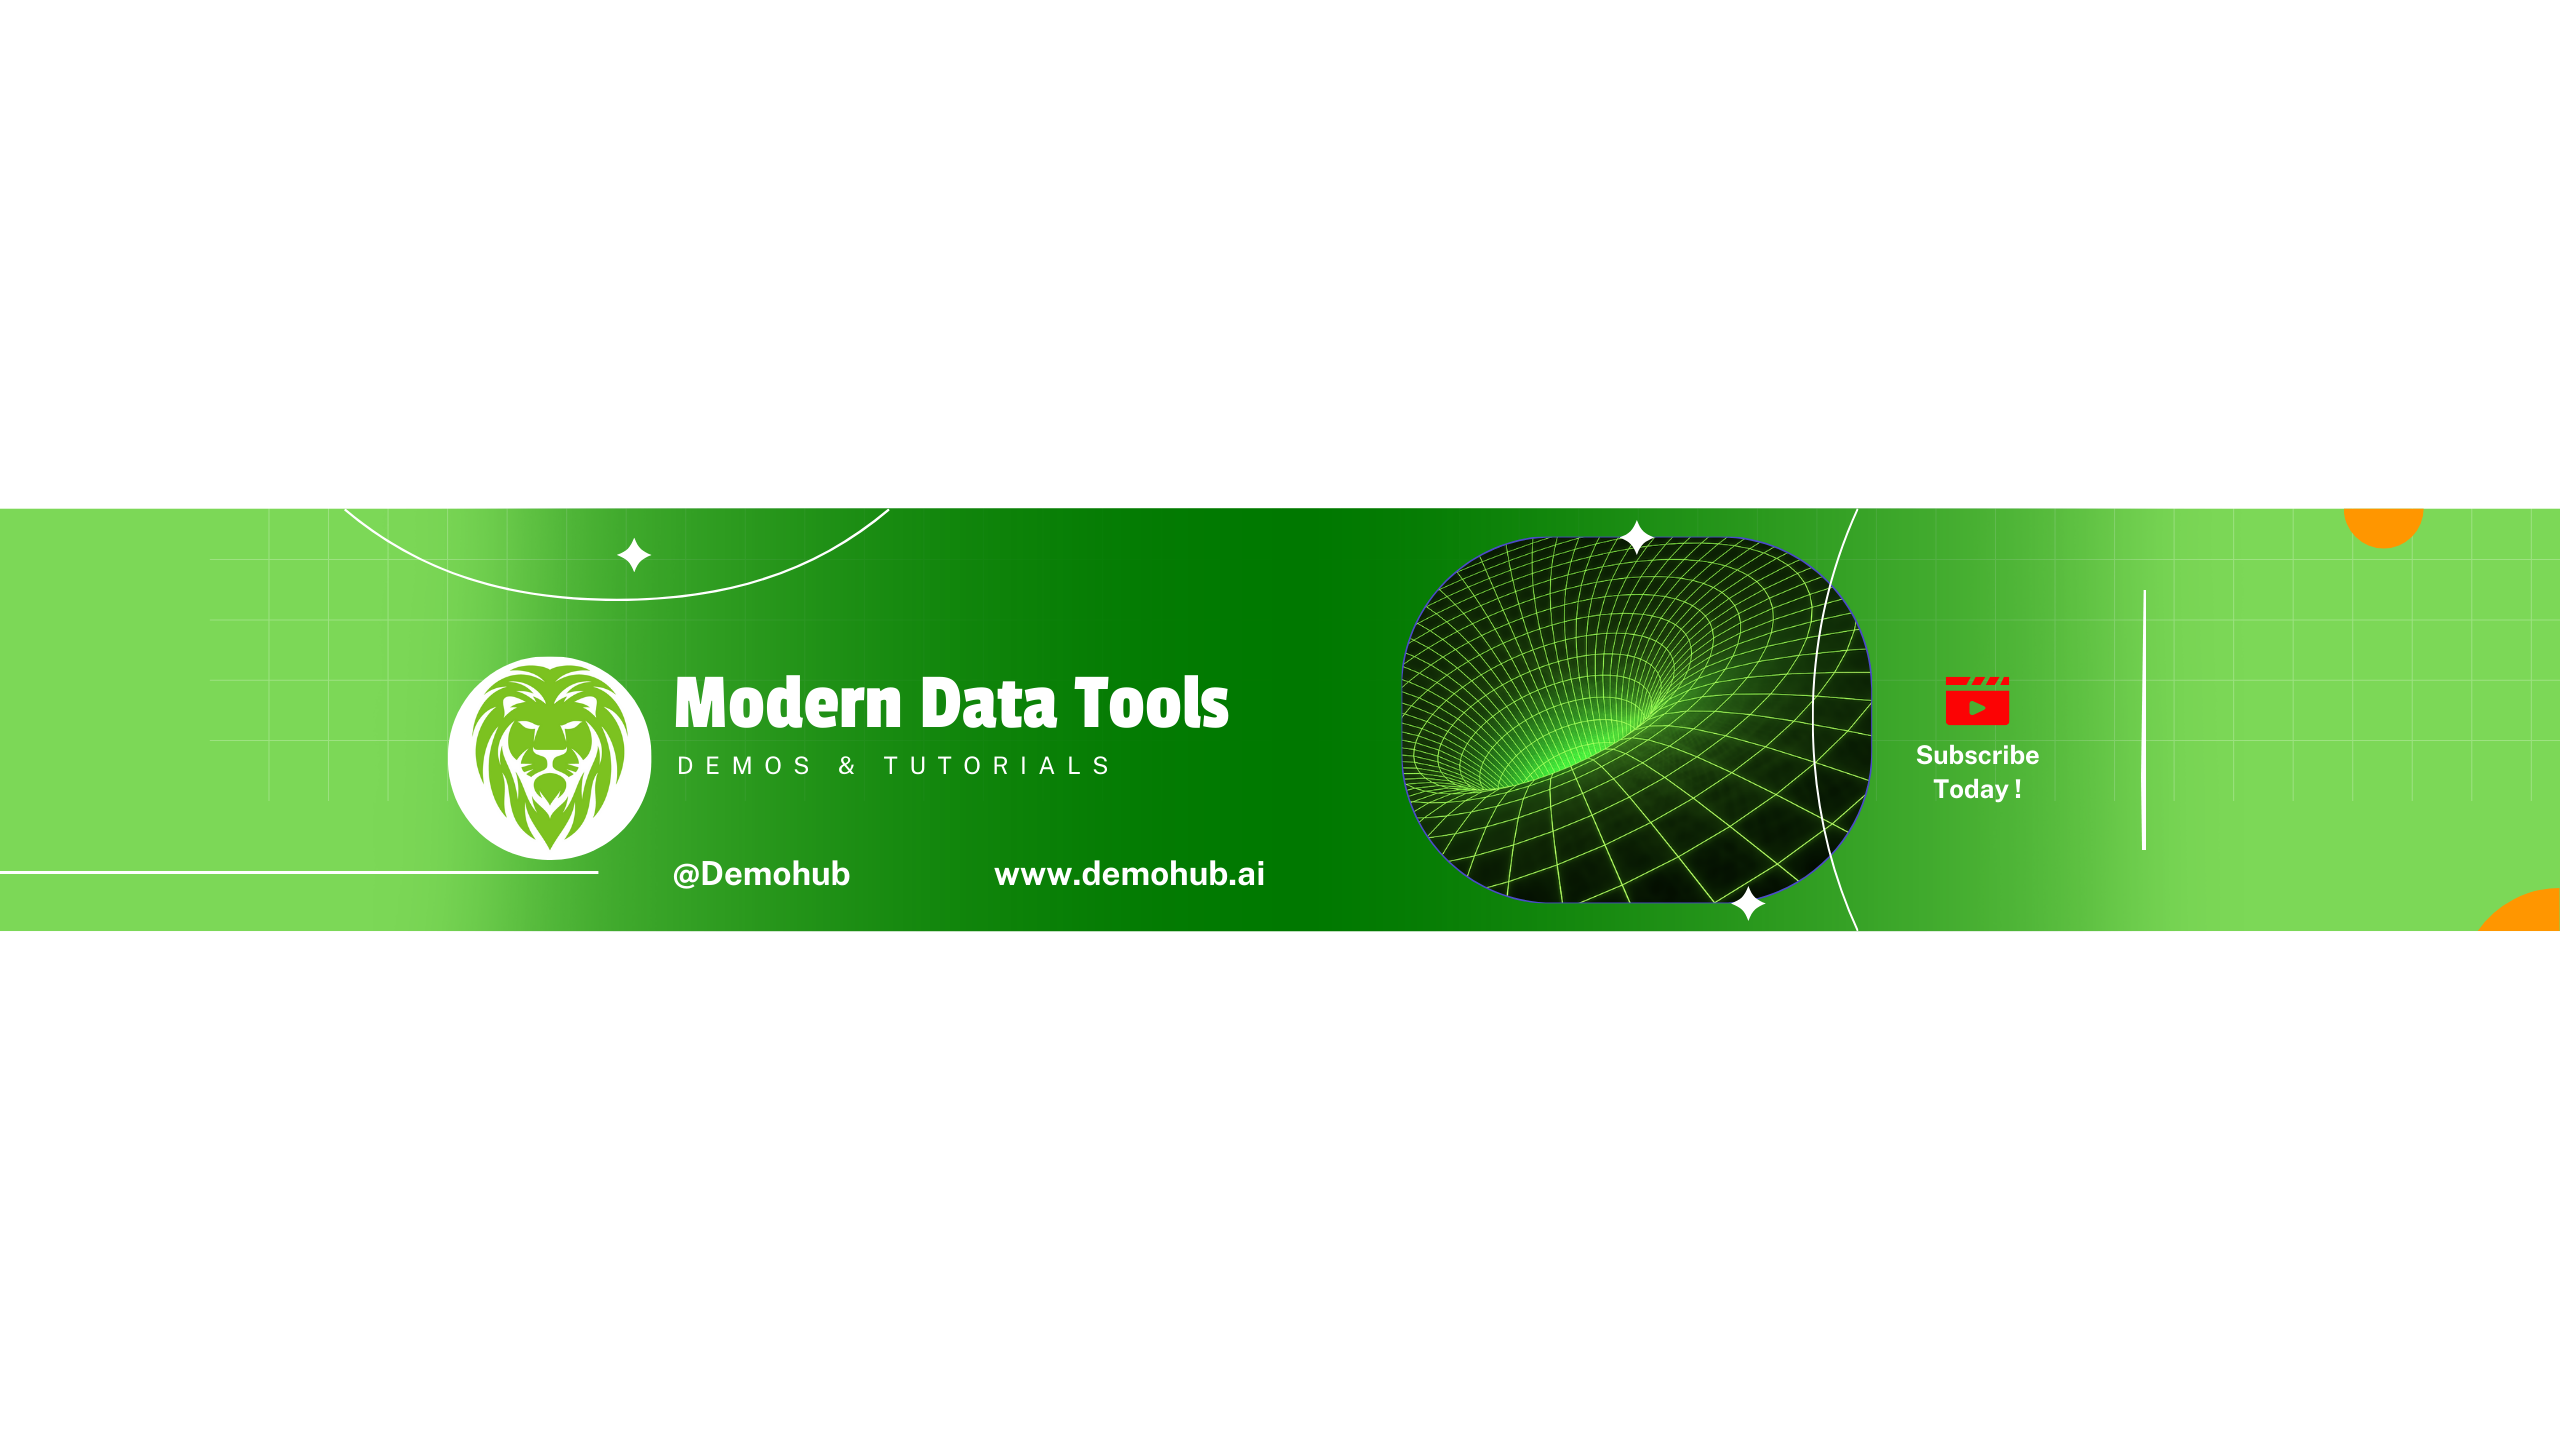 Modern Data Tools
DEMOS & TUTORIALS
@Demohub
www.demohub.ai
Subscribe
Today !